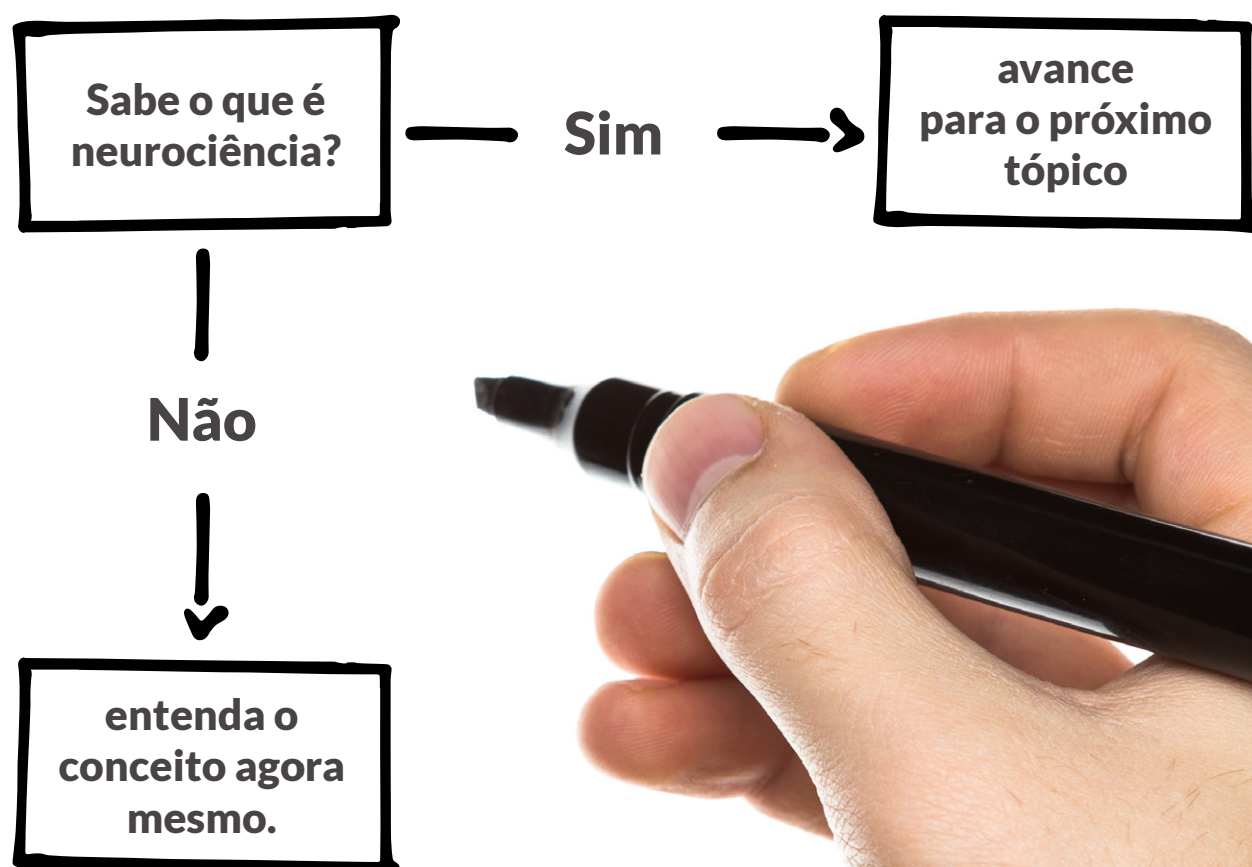 Sabe o que é
neurociência?
Sim
avance
para o próximo
tópico
Não
entenda o
conceito agora
mesmo.